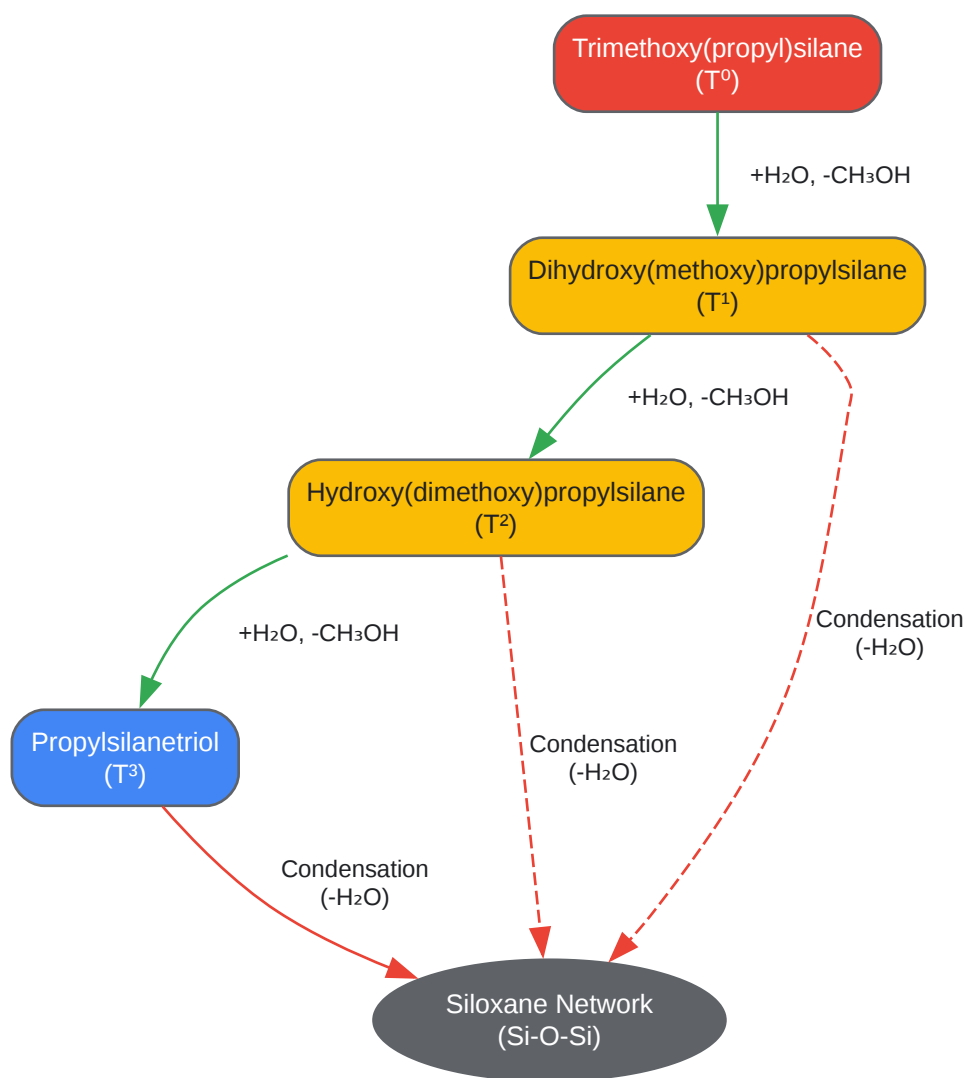 Trimethoxy(propyl)silane
(T⁰)
+H₂O, -CH₃OH
Dihydroxy(methoxy)propylsilane
(T¹)
+H₂O, -CH₃OH
Hydroxy(dimethoxy)propylsilane
(T²)
+H₂O, -CH₃OH
Condensation
(-H₂O)
Propylsilanetriol
(T³)
Condensation
(-H₂O)
Condensation
(-H₂O)
Siloxane Network
(Si-O-Si)